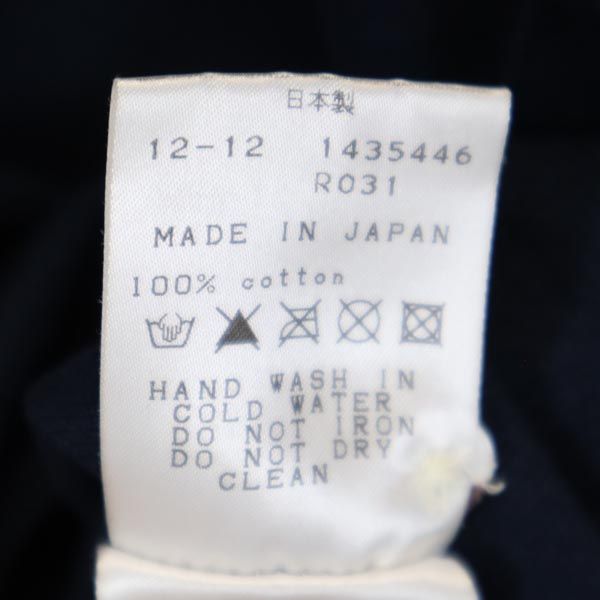 日本製
12-12 1435446
R031
MADE IN JAPAN
100% cotton
HAND WASH IN
COLD WATER
DO NOT IRON
DO NOT DRY
CLEAN